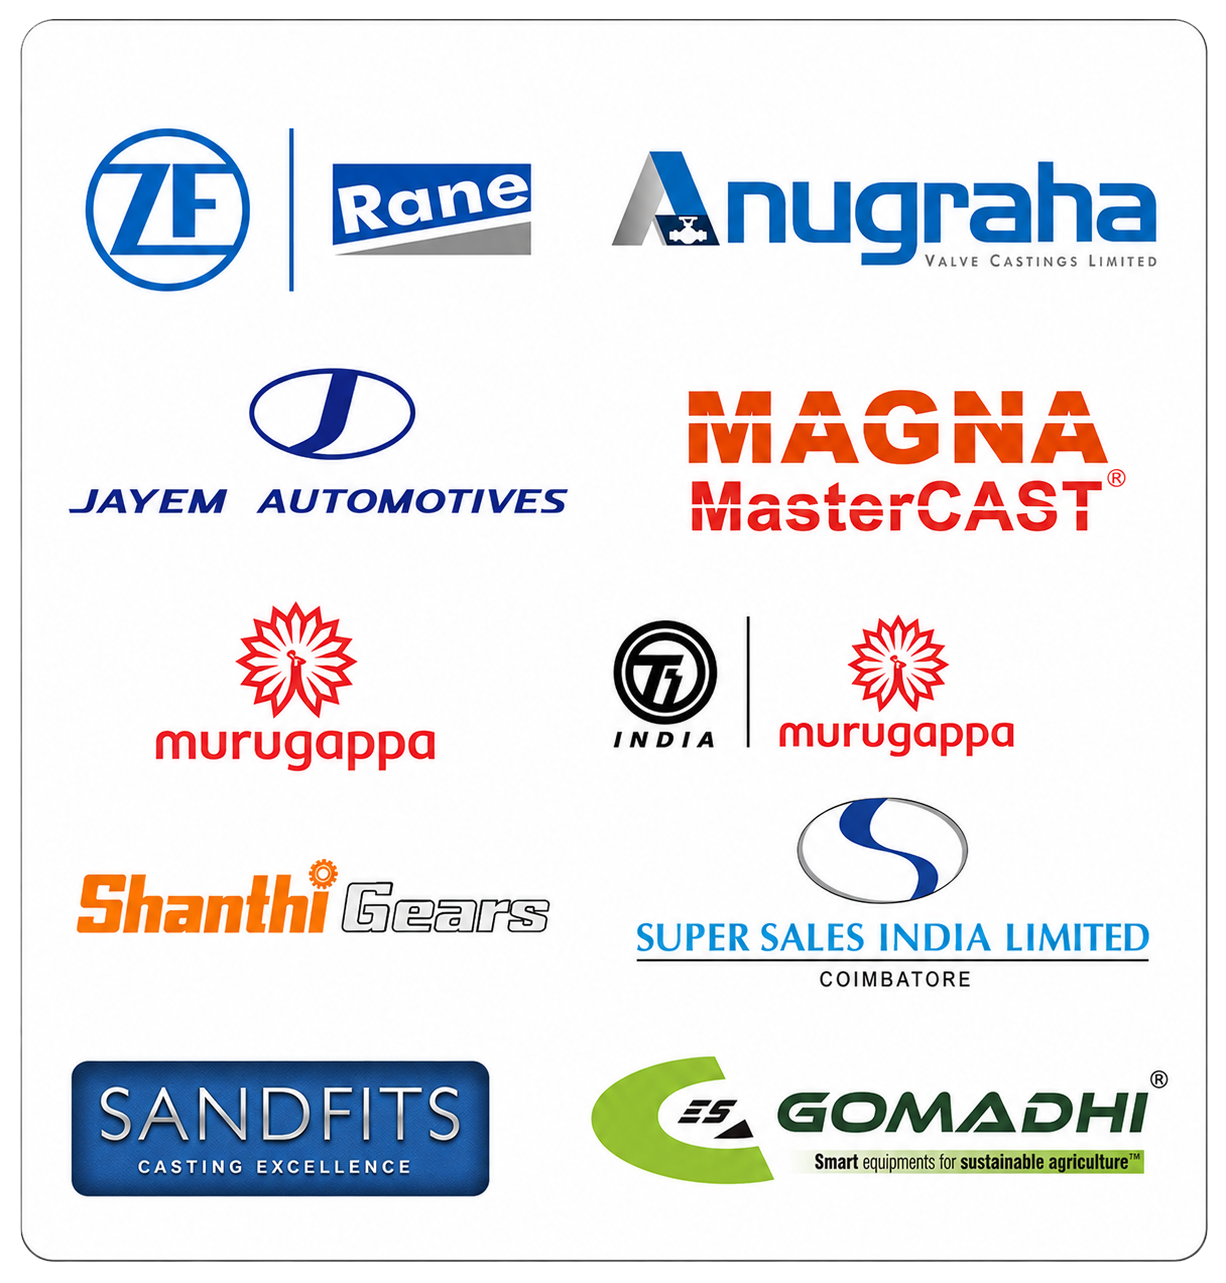 ZF
Rane
Anugraha
VALVE CASTINGS LIMITED
J
JAYEM AUTOMOTIVES
MAGNA
MasterCAST®
murugappa
TI
INDIA
murugappa
Shanthi Gears
S
SUPER SALES INDIA LIMITED
COIMBATORE
SANDFITS
CASTING EXCELLENCE
ES
GOMADHI®
Smart equipments for sustainable agriculture™